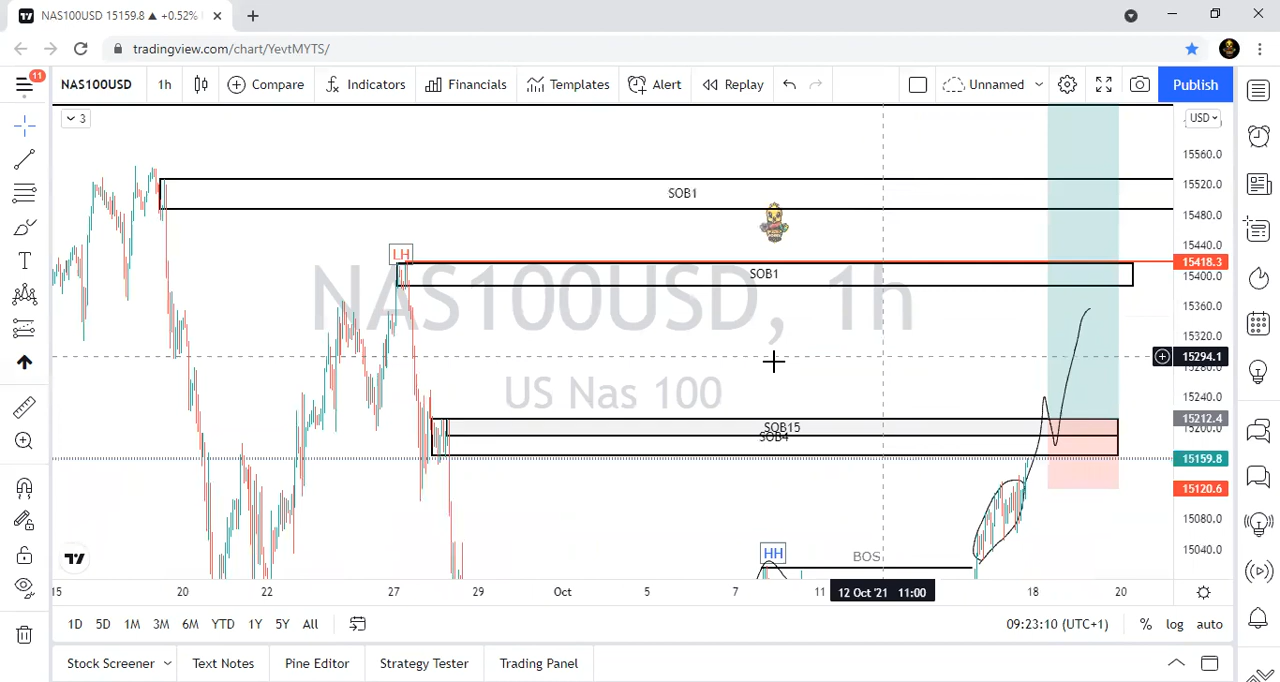 NAS100USD 15159.8 ▲ +0.52%
tradingview.com/chart/YevtMYTS/
11
NAS100USD 1h Compare Indicators Financials Templates Alert Replay Unnamed Publish
3
USD
15560.0
15520.0
SOB1
15480.0
15440.0
LH
15418.3
SOB1
15400.0
NAS100USD, 1h
15360.0
15320.0
15294.1
15280.0
US Nas 100
15240.0
15212.4
SOB15
15200.0
SOB4
15159.8
15120.6
15080.0
HH
BOS
15040.0
15 20 22 27 29 Oct 5 7 11 12 Oct '21 11:00 18 20
1D 5D 1M 3M 6M YTD 1Y 5Y All 09:23:10 (UTC+1) % log auto
Stock Screener Text Notes Pine Editor Strategy Tester Trading Panel